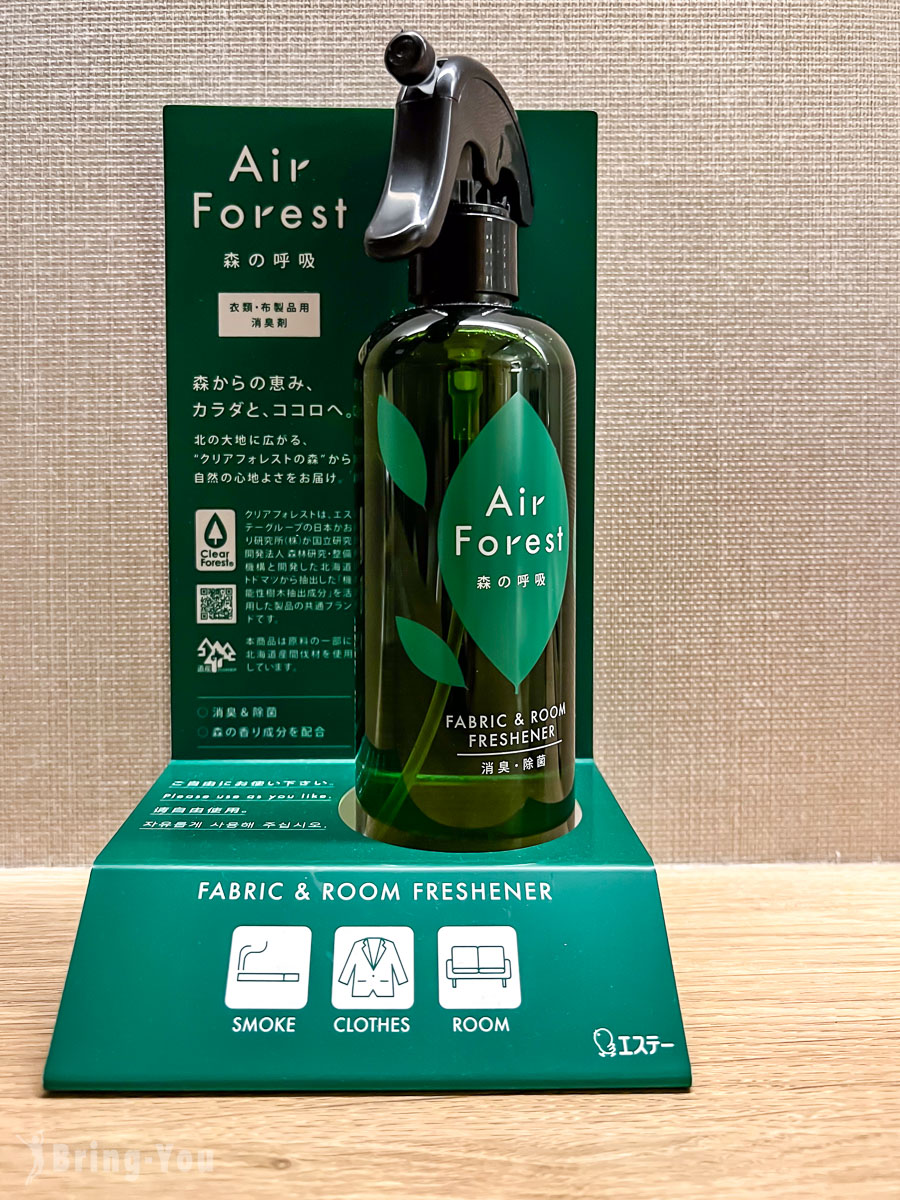 Air
Forest
森の呼吸
衣類・布製品用
消臭剤
森からの恵み、
カラダと、ココロへ。
北の大地に広がる、
“クリアフォレストの森”から
自然の心地よさをお届け。
Clear
Forest®
クリアフォレストは、エス
テーグループの日本かお
り研究所(株)が国立研究
開発法人 森林研究・整備
機構と開発した北海道
トドマツから抽出した「機
能性樹木抽出成分」を活
用した製品の共通ブラン
ドです。
本商品は原料の一部に
北海道産間伐材を使用
しています。
消臭&除菌
森の香り成分を配合
Air
Forest
森の呼吸
FABRIC & ROOM
FRESHENER
消臭・除菌
ご自由にお使い下さい。
Please use as you like.
请自由使用。
자유롭게 사용해 주십시오.
FABRIC & ROOM FRESHENER
SMOKE
CLOTHES
ROOM
エステー
Bring-You